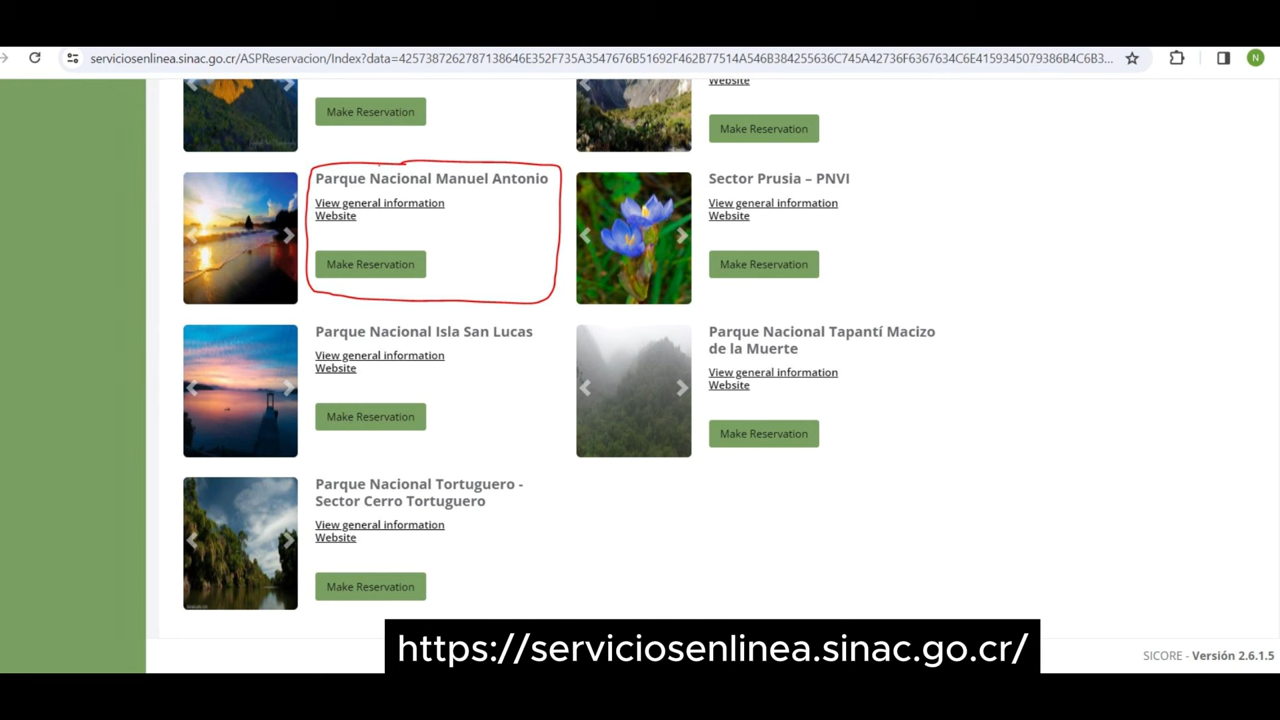 serviciosenlinea.sinac.go.cr/ASPReservacion/Index?data=4257387262787138646E352F735A3547676B51692F462B77514A546B384255636C745A42736F6367634C6E4159345079386B4C6B3...
N
Website
Make Reservation
Make Reservation
Parque Nacional Manuel Antonio
View general information
Website
Make Reservation
Sector Prusia – PNVI
View general information
Website
Make Reservation
Parque Nacional Isla San Lucas
View general information
Website
Make Reservation
Parque Nacional Tapantí Macizo
de la Muerte
View general information
Website
Make Reservation
Parque Nacional Tortuguero -
Sector Cerro Tortuguero
View general information
Website
Make Reservation
https://serviciosenlinea.sinac.go.cr/
SICORE - Versión 2.6.1.5